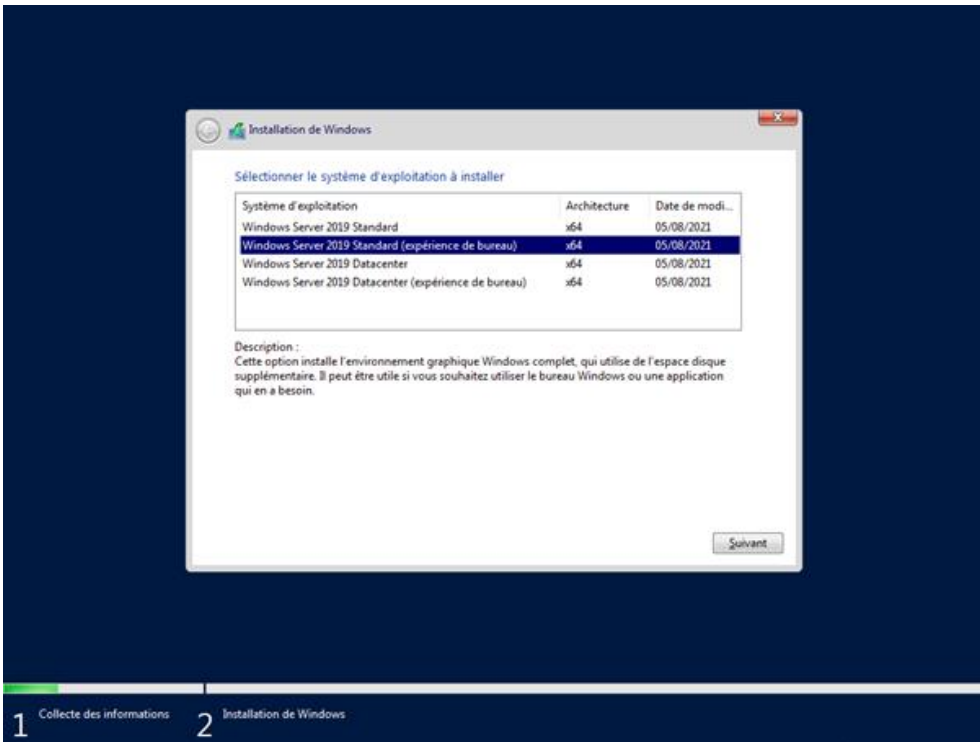 Installation de Windows
Sélectionner le système d'exploitation à installer
Système d'exploitation Architecture Date de modi...
Windows Server 2019 Standard x64 05/08/2021
Windows Server 2019 Standard (expérience de bureau) x64 05/08/2021
Windows Server 2019 Datacenter x64 05/08/2021
Windows Server 2019 Datacenter (expérience de bureau) x64 05/08/2021
Description :
Cette option installe l'environnement graphique Windows complet, qui utilise de l'espace disque
supplémentaire. Il peut être utile si vous souhaitez utiliser le bureau Windows ou une application
qui en a besoin.
Suivant
1 Collecte des informations 2 Installation de Windows